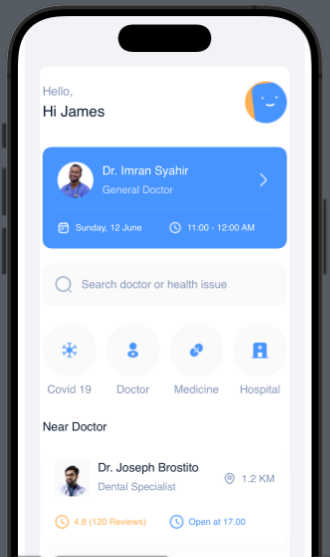 Hello,
Hi James
Dr. Imran Syahir
General Doctor
Sunday, 12 June
11:00 - 12:00 AM
Search doctor or health issue
Covid 19
Doctor
Medicine
Hospital
Near Doctor
Dr. Joseph Brostito
Dental Specialist
1.2 KM
4.8 (120 Reviews)
Open at 17.00